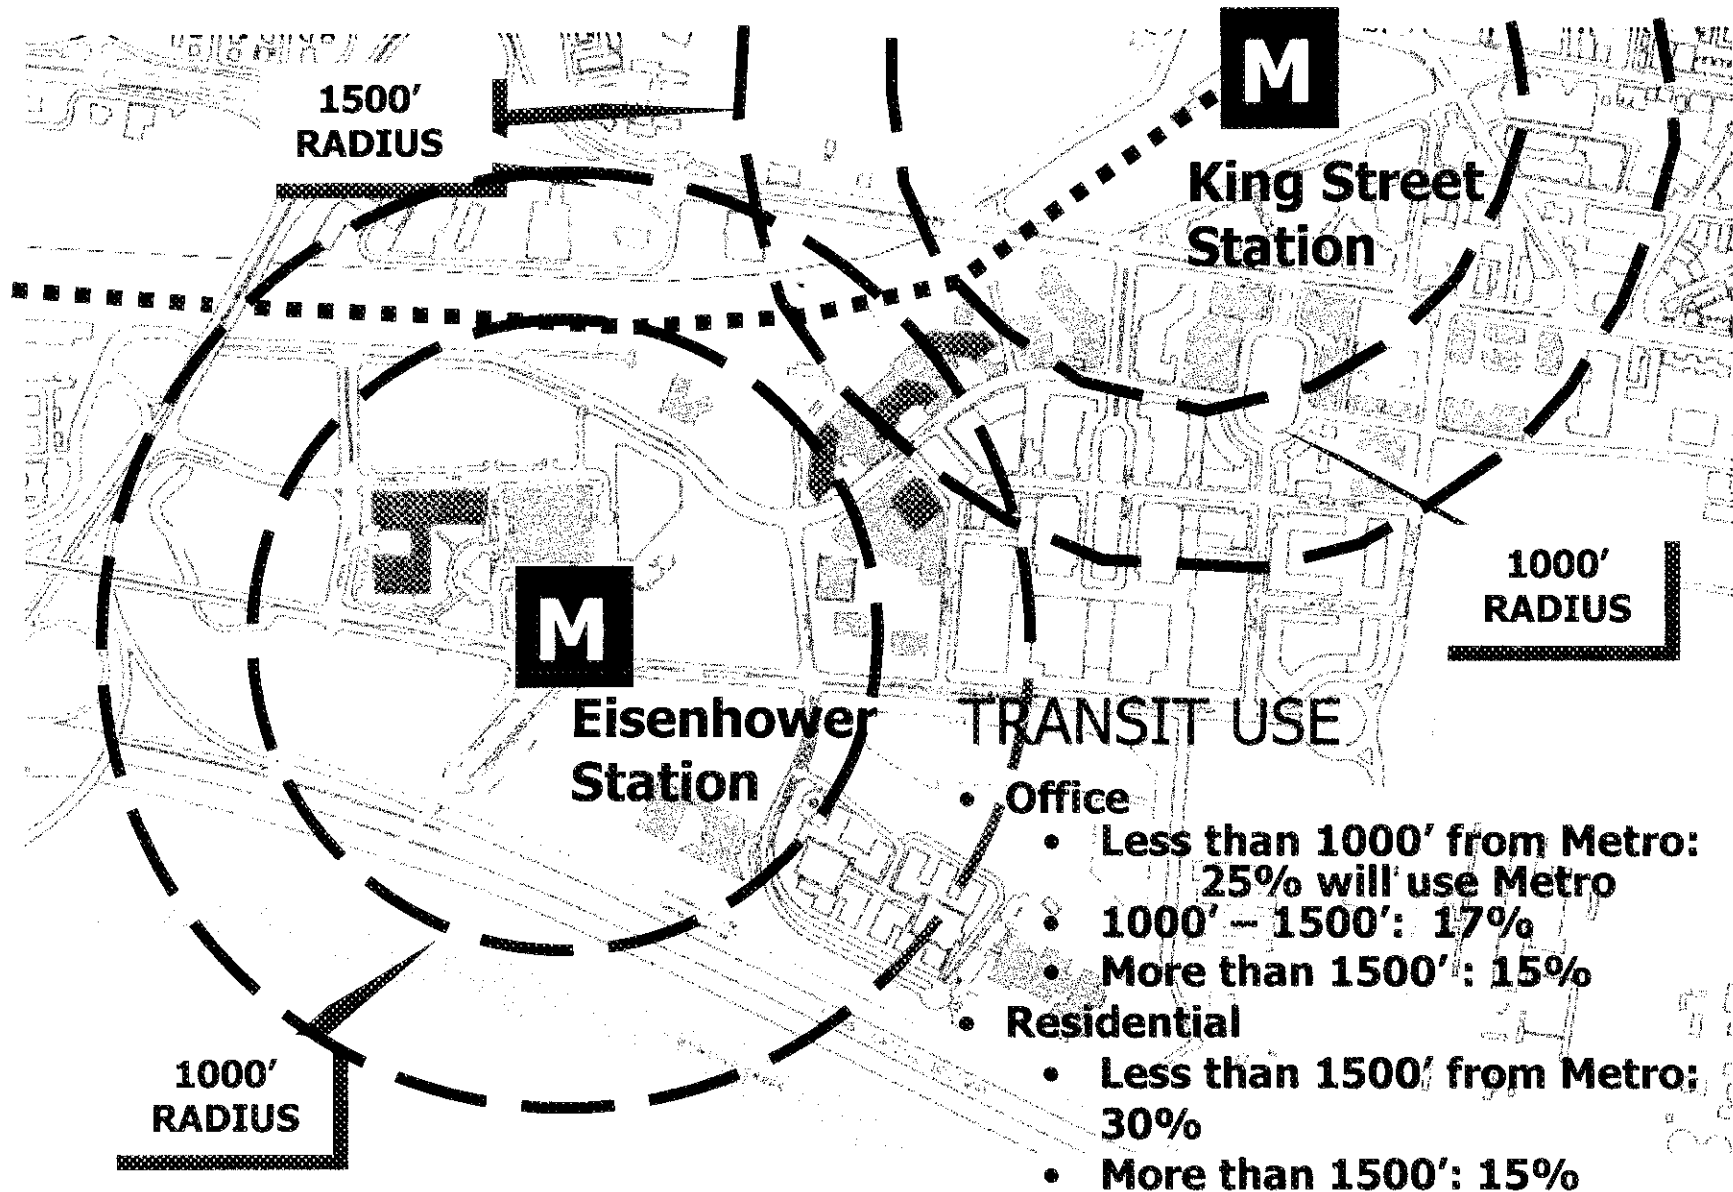 M
1500’
RADIUS
King Street
Station
1000’
RADIUS
M
Eisenhower
Station
TRANSIT USE
• Office
• Less than 1000’ from Metro:
25% will use Metro
• 1000’ – 1500’: 17%
• More than 1500’: 15%
• Residential
• Less than 1500’ from Metro:
30%
• More than 1500’: 15%
1000’
RADIUS